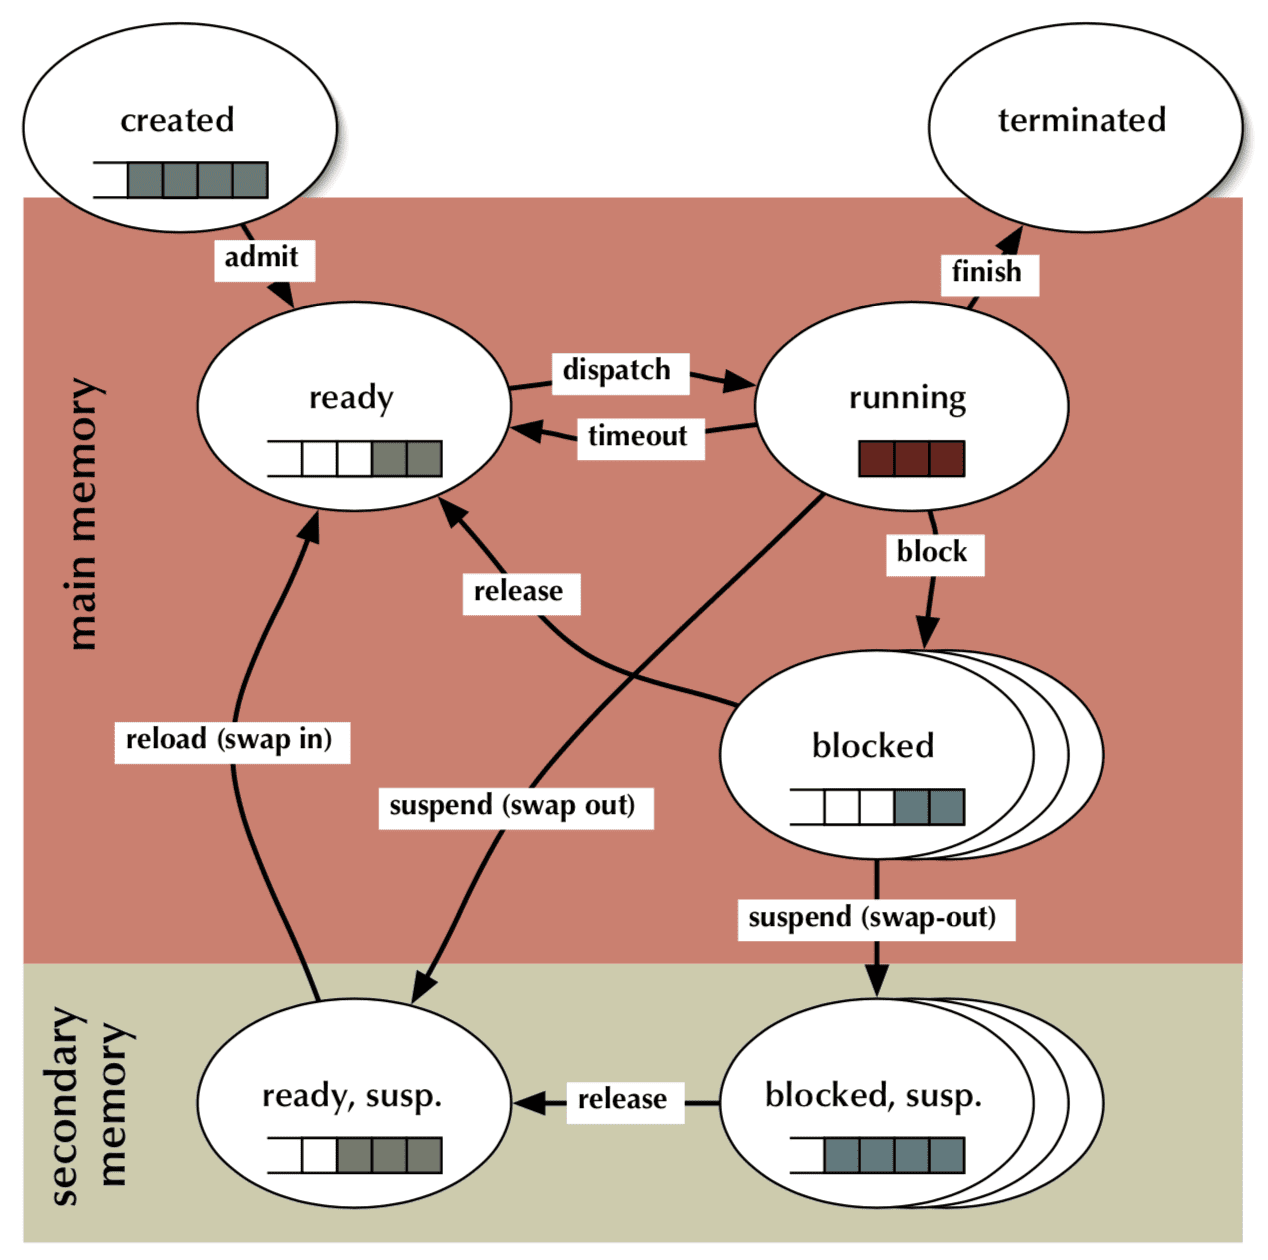 created
terminated
admit
finish
dispatch
ready
running
timeout
main memory
block
release
reload (swap in)
blocked
suspend (swap out)
suspend (swap-out)
secondary
memory
ready, susp.
release
blocked, susp.